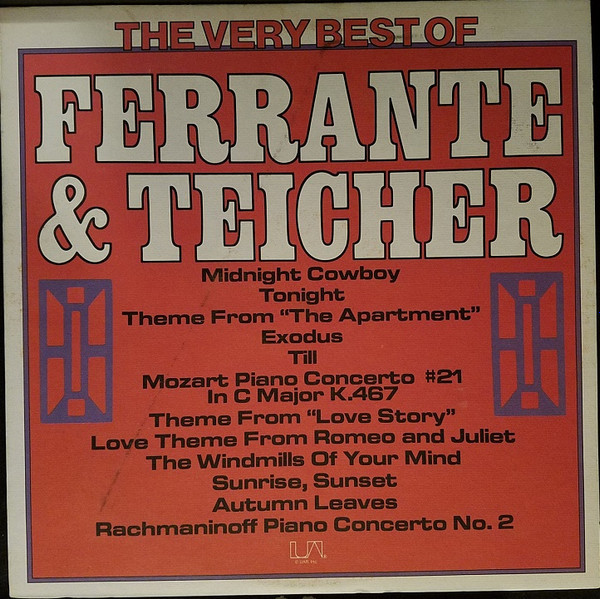 THE VERY BEST OF
FERRANTE
& TEICHER
Midnight Cowboy
Tonight
Theme From "The Apartment"
Exodus
Till
Mozart Piano Concerto #21
In C Major K.467
Theme From "Love Story"
Love Theme From Romeo and Juliet
The Windmills Of Your Mind
Sunrise, Sunset
Autumn Leaves
Rachmaninoff Piano Concerto No. 2
UA